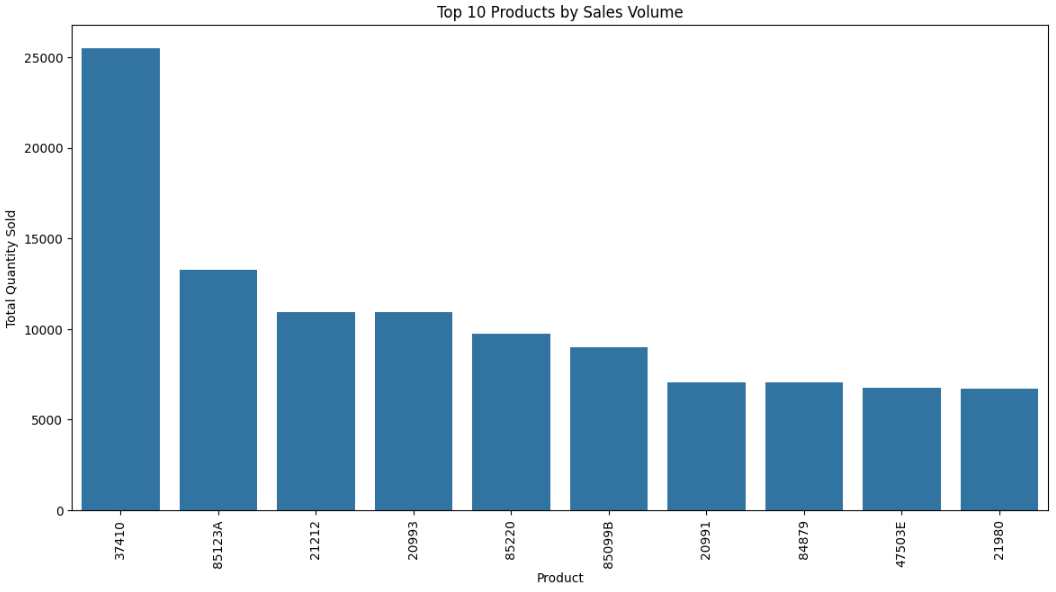 Top 10 Products by Sales Volume
Total Quantity Sold
25000
20000
15000
10000
5000
0
37410
85123A
21212
20993
85220
85099B
20991
84879
47503E
21980
Product